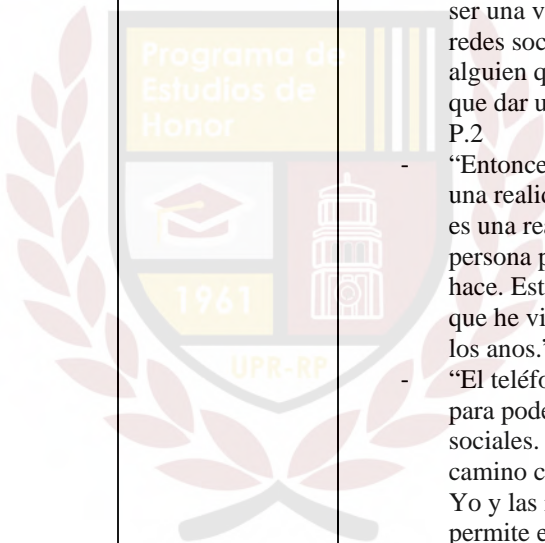 Programa de
Estudios de
Honor
1961
UPR-RP
ser una v
redes soc
alguien q
que dar u
P.2
- “Entonce
una realid
es una rea
persona p
hace. Est
que he vi
los anos.”
- “El teléfo
para pode
sociales.
camino c
Yo y las
permite e